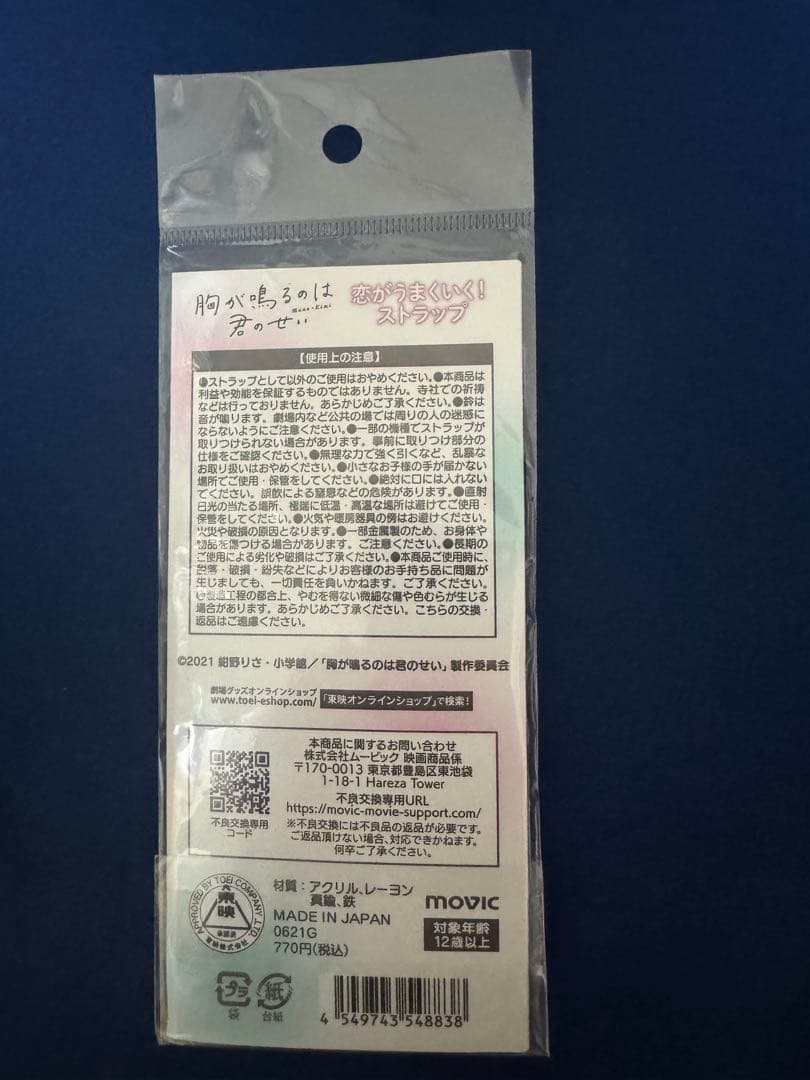 胸が鳴るのは
君のせい
Mune-Kimi
恋がうまくいく!
ストラップ
【使用上の注意】
●ストラップとして以外のご使用はおやめください。●本商品は
利益や効能を保証するものではありません。寺社での祈祷
などは行っておりません。あらかじめご了承ください。●鈴は
音が鳴ります。劇場内など公共の場では周りの人の迷惑に
ならないようにご注意ください。●一部の機種でストラップが
取りつけられない場合があります。事前に取りつけ部分の
仕様をご確認ください。●無理な力で強く引くなど、乱暴な
お取り扱いはおやめください。●小さなお子様の手が届かない
場所でご使用・保管をしてください。●絶対に口には入れない
でください。誤飲による窒息などの危険があります。●直射
日光の当たる場所、極端に低温・高温な場所は避けてご使用・
保管をしてください。●火気や暖房器具の傍はお避けください。
火災や破損の原因となります。●一部金属製のため、お身体や
物品を傷つける場合があります。ご注意ください。●長期の
ご使用による劣化や破損はご了承ください。●本商品ご使用時に、
脱落・破損・紛失などによりお客様のお手持ち品に問題が
生じましても、一切責任を負いかねます。ご了承ください。
●製造工程の都合上、やむを得ない微細な傷や色むらが生じる
場合があります。あらかじめご了承ください。こちらの交換・
返品はご遠慮ください。
©2021 紺野りさ・小学館/「胸が鳴るのは君のせい」製作委員会
劇場グッズオンラインショップ
www.toei-eshop.com/
「東映オンラインショップ」で検索!
本商品に関するお問い合わせ
株式会社ムービック 映画商品係
〒170-0013 東京都豊島区東池袋
1-18-1 Hareza Tower
不良交換専用URL
https://movic-movie-support.com/
※不良交換には不良品の返品が必要です。
ご返品頂けない場合、対応できかねます。
何卒ご了承ください。
不良交換専用
コード
APPROVED BY TOEI COMPANY, LTD.
東映
承認済
東映株式会社
材質:アクリル、レーヨン
真鍮、鉄
MADE IN JAPAN
0621G
770円(税込)
movic
対象年齢
12歳以上
プラ
袋
紙
台紙
4 549743 548838